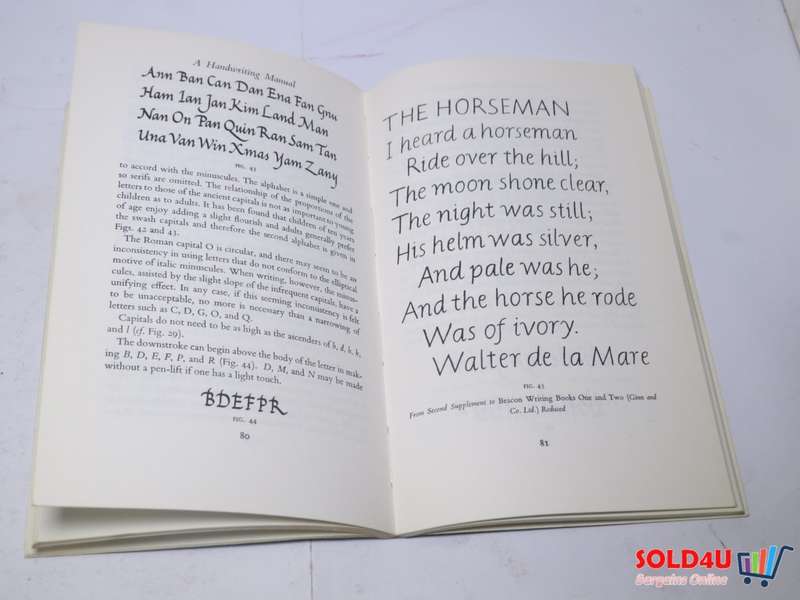 A Handwriting Manual
Ann Ban Can Dan Ena Fan Gnu
Ham Ian Jan Kim Land Man
Nan On Pan Quin Ran Sam Tan
Una Van Win Xmas Yam Zany
FIG. 43
to accord with the minuscules. The alphabet is a simple one and
so serifs are omitted. The relationship of the proportions of the
letters to those of the ancient capitals is not as important to young
children as to adults. It has been found that children of ten years
of age enjoy adding a slight flourish and adults generally prefer
the swash capitals and therefore the second alphabet is given in
Figs. 42 and 43.
The Roman capital O is circular, and there may seem to be an
inconsistency in using letters that do not conform to the elliptical
motive of italic minuscules. When writing, however, the minus-
cules, assisted by the slight slope of the infrequent capitals, have a
unifying effect. In any case, if this seeming inconsistency is felt
to be unacceptable, no more is necessary than a narrowing of
letters such as C, D, G, O, and Q.
Capitals do not need to be as high as the ascenders of b, d, h, k,
and l (cf. Fig. 29).
The downstroke can begin above the body of the letter in mak-
ing B, D, E, F, P, and R (Fig. 44). D, M, and N may be made
without a pen-lift if one has a light touch.
BDEFPR
FIG. 44
80
THE HORSEMAN
I heard a horseman
Ride over the hill;
The moon shone clear,
The night was still;
His helm was silver,
And pale was he;
And the horse he rode
Was of ivory.
Walter de la Mare
FIG. 45
From Second Supplement to Beacon Writing Books One and Two (Ginn and
Co. Ltd.) Reduced
81
SOLD4U
Bargains Online